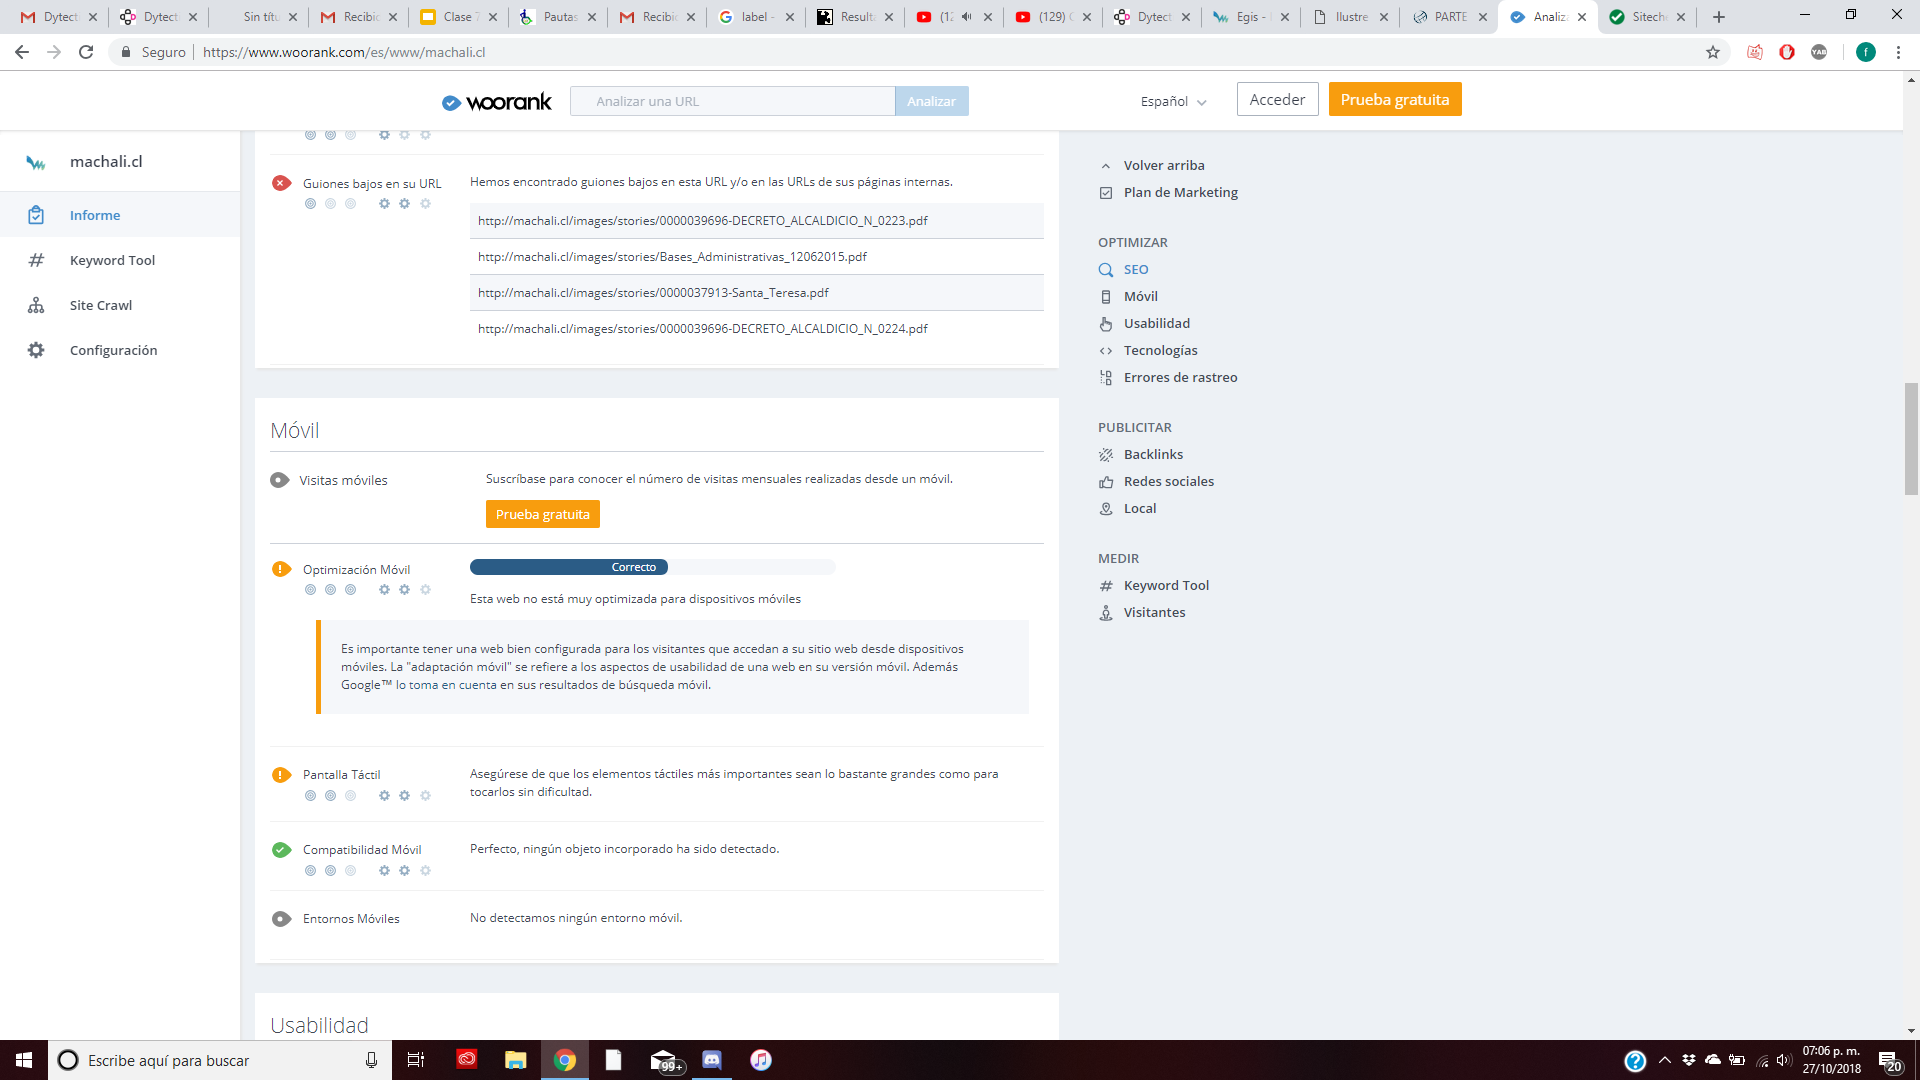 Dytect
Dytect
Sin títu
Recibid
Clase 7
Pautas
Recibid
label -
Resulta
(12
(129) C
Dytect
Egis -
Ilustre
PARTE
Analiza
Siteche
Seguro
https://www.woorank.com/es/www/machali.cl
woorank
Analizar una URL
Analizar
Español
Acceder
Prueba gratuita
machali.cl
Informe
Keyword Tool
Site Crawl
Configuración
Guiones bajos en su URL
Hemos encontrado guiones bajos en esta URL y/o en las URLs de sus páginas internas.
http://machali.cl/images/stories/0000039696-DECRETO_ALCALDICIO_N_0223.pdf
http://machali.cl/images/stories/Bases_Administrativas_12062015.pdf
http://machali.cl/images/stories/0000037913-Santa_Teresa.pdf
http://machali.cl/images/stories/0000039696-DECRETO_ALCALDICIO_N_0224.pdf
Móvil
Visitas móviles
Suscríbase para conocer el número de visitas mensuales realizadas desde un móvil.
Prueba gratuita
Optimización Móvil
Correcto
Esta web no está muy optimizada para dispositivos móviles
Es importante tener una web bien configurada para los visitantes que accedan a su sitio web desde dispositivos
móviles. La "adaptación móvil" se refiere a los aspectos de usabilidad de una web en su versión móvil. Además
Google™ lo toma en cuenta en sus resultados de búsqueda móvil.
Pantalla Táctil
Asegúrese de que los elementos táctiles más importantes sean lo bastante grandes como para
tocarlos sin dificultad.
Compatibilidad Móvil
Perfecto, ningún objeto incorporado ha sido detectado.
Entornos Móviles
No detectamos ningún entorno móvil.
Usabilidad
Volver arriba
Plan de Marketing
OPTIMIZAR
SEO
Móvil
Usabilidad
Tecnologías
Errores de rastreo
PUBLICITAR
Backlinks
Redes sociales
Local
MEDIR
Keyword Tool
Visitantes
Escribe aquí para buscar
99+
07:06 p. m.
27/10/2018
20